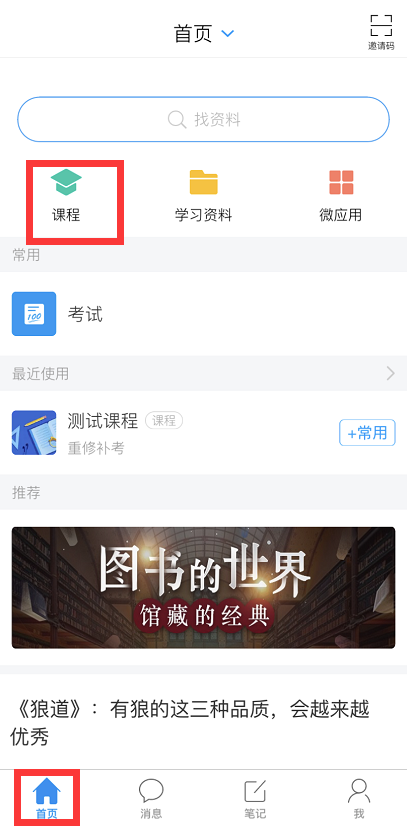 首页
邀请码
找资料
课程
学习资料
微应用
常用
100
考试
最近使用
测试课程 课程
重修补考
+常用
推荐
图书的世界
馆藏的经典
《狼道》：有狼的这三种品质，会越来越
优秀
首页
消息
笔记
我